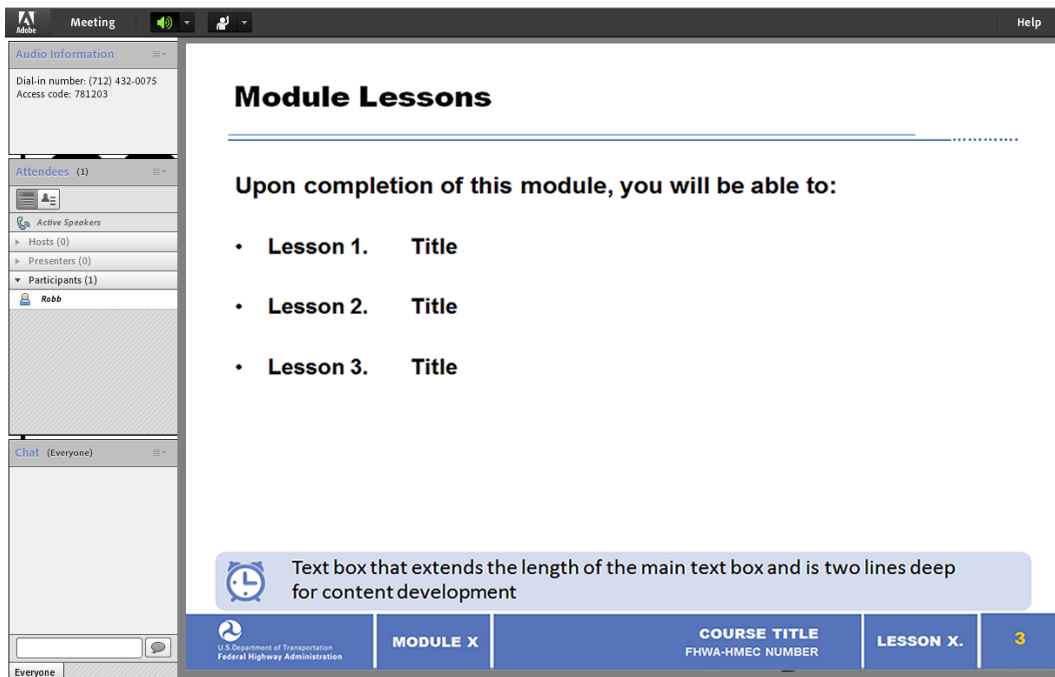 Adobe
Meeting
Help
Audio Information
Dial-in number: (712) 432-0075
Access code: 781203
Attendees (1)
Active Speakers
Hosts (0)
Presenters (0)
Participants (1)
Robb
Chat (Everyone)
Everyone
Module Lessons
Upon completion of this module, you will be able to:
• Lesson 1. Title
• Lesson 2. Title
• Lesson 3. Title
Text box that extends the length of the main text box and is two lines deep
for content development
U.S.Department of Transportation
Federal Highway Administration
MODULE X
COURSE TITLE
FHWA-HMEC NUMBER
LESSON X.
3